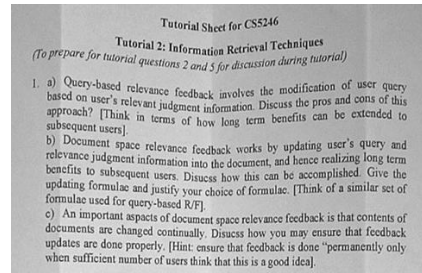 Tutorial Sheet for CS5246
Tutorial 2: Information Retrieval Techniques
(To prepare for tutorial questions 2 and 5 for discussion during tutorial)
1. a) Query-based relevance feedback involves the modification of user query
based on user's relevant judgment information. Discuss the pros and cons of this
approach? [Think in terms of how long term benefits can be extended to
subsequent users].
b) Document space relevance feedback works by updating user's query and
relevance judgment information into the document, and hence realizing long term
benefits to subsequent users. Disucss how this can be accomplished. Give the
updating formulae and justify your choice of formulae. [Think of a similar set of
formulae used for query-based R/F].
c) An important aspects of document space relevance feedback is that contents of
documents are changed continually. Disucss how you may ensure that feedback
updates are done properly. [Hint: ensure that feedback is done "permanently only
when sufficient number of users think that this is a good idea].